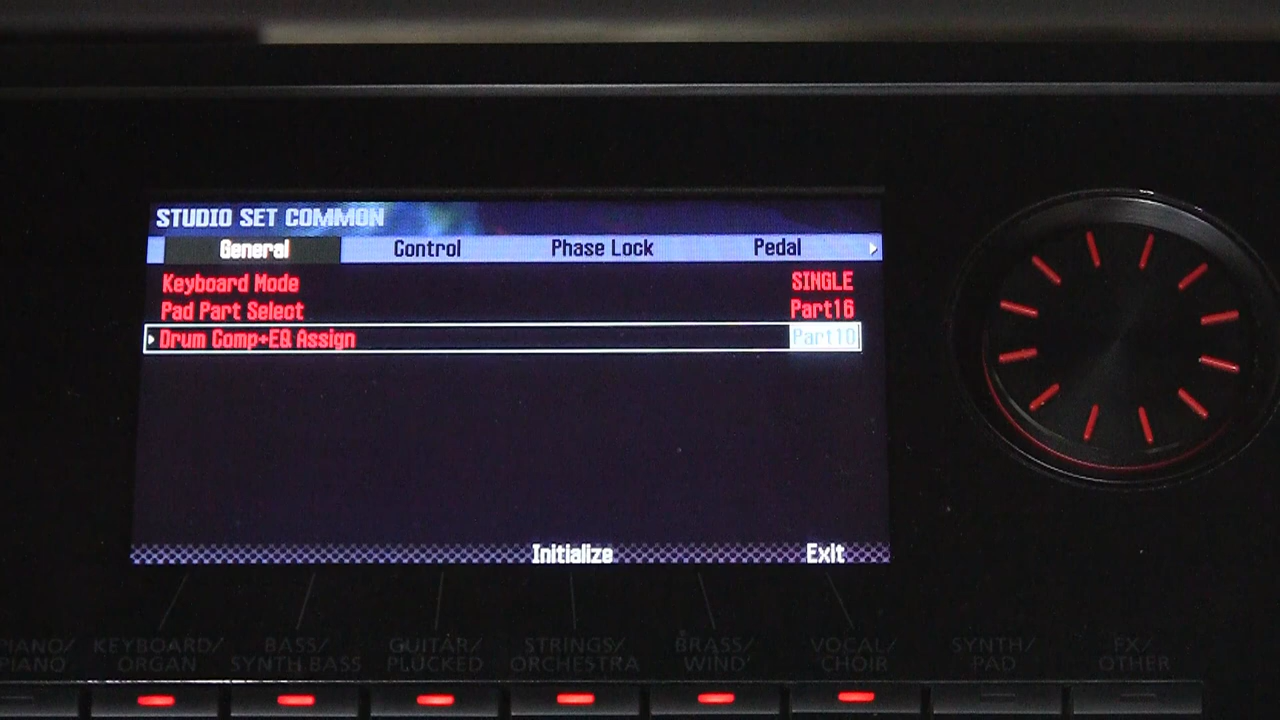 STUDIO SET COMMON
General Control Phase Lock Pedal
Keyboard Mode SINGLE
Pad Part Select Part16
Drum Comp+EQ Assign Part10
Initialize Exit
PIANO/ KEYBOARD/ BASS/ GUITAR/ STRINGS/ BRASS/ VOCAL/ SYNTH/ FX/
PIANO ORGAN SYNTH BASS PLUCKED ORCHESTRA WIND CHOIR PAD OTHER